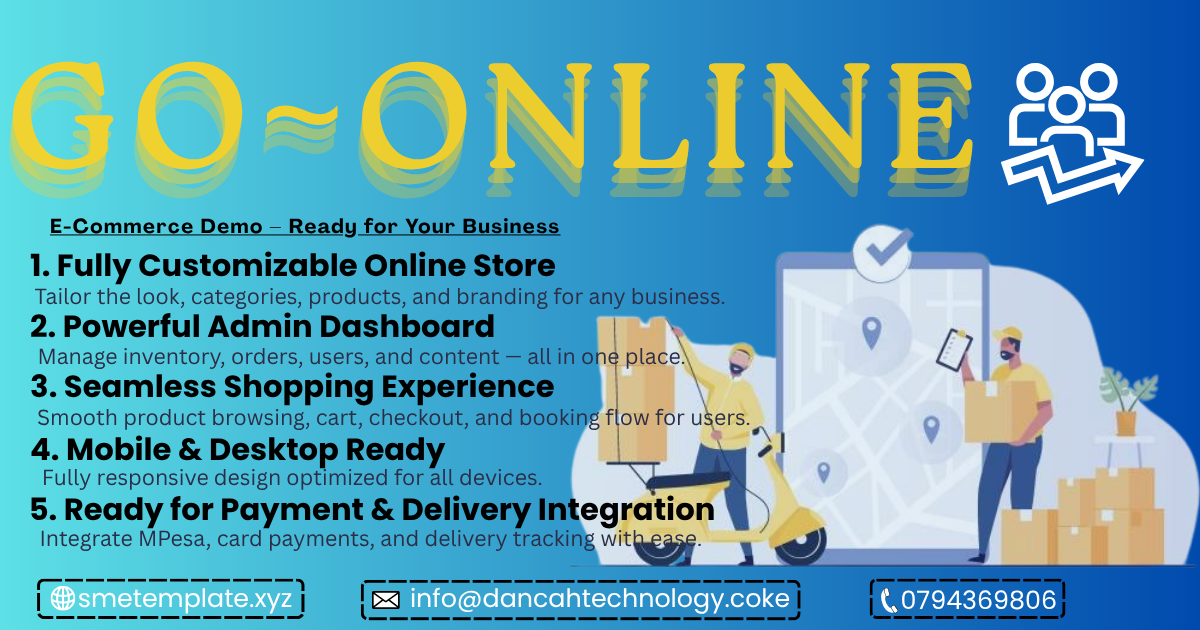 GO≈ONLINE
E-Commerce Demo – Ready for Your Business
1. Fully Customizable Online Store
Tailor the look, categories, products, and branding for any business.
2. Powerful Admin Dashboard
Manage inventory, orders, users, and content — all in one place.
3. Seamless Shopping Experience
Smooth product browsing, cart, checkout, and booking flow for users.
4. Mobile & Desktop Ready
Fully responsive design optimized for all devices.
5. Ready for Payment & Delivery Integration
Integrate MPesa, card payments, and delivery tracking with ease.
smetemplate.xyz
info@dancahtechnology.coke
0794369806